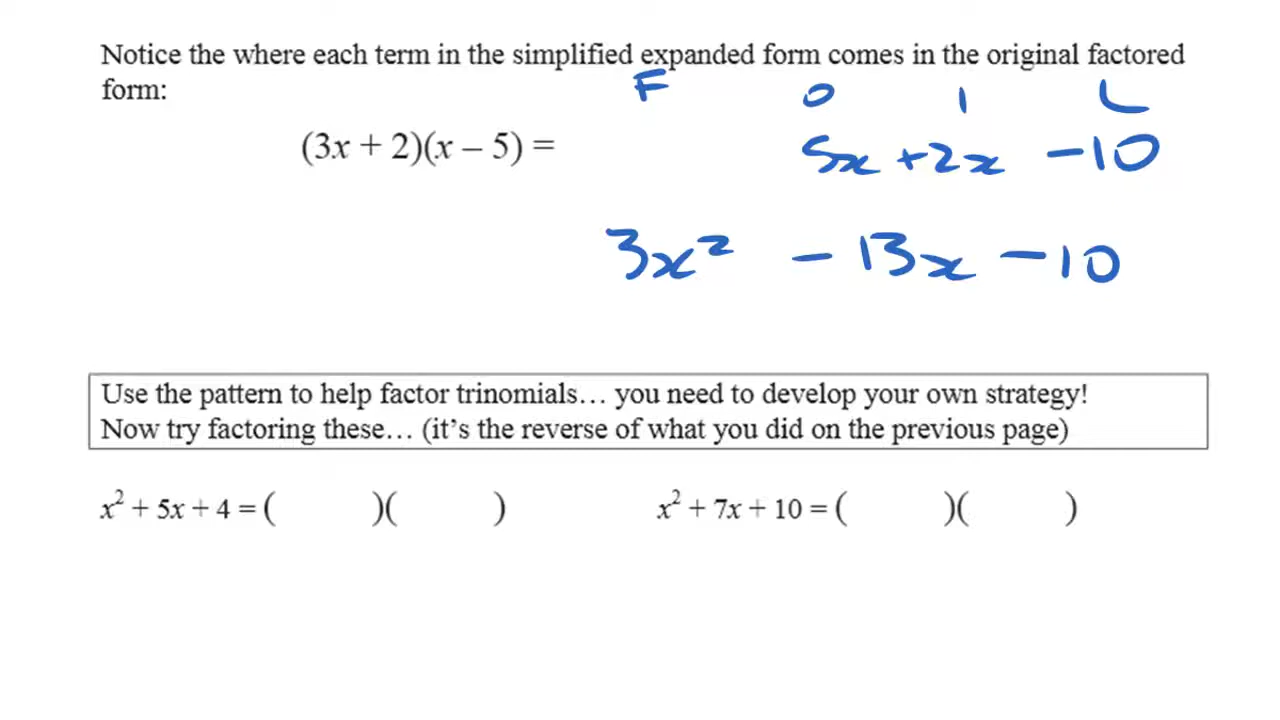 Notice the where each term in the simplified expanded form comes in the original factored
form:
F O I L
(3x + 2)(x – 5) = 5x +2x -10
3x² - 13x - 10
Use the pattern to help factor trinomials… you need to develop your own strategy!
Now try factoring these… (it’s the reverse of what you did on the previous page)
x² + 5x + 4 = ( )( ) x² + 7x + 10 = ( )( )